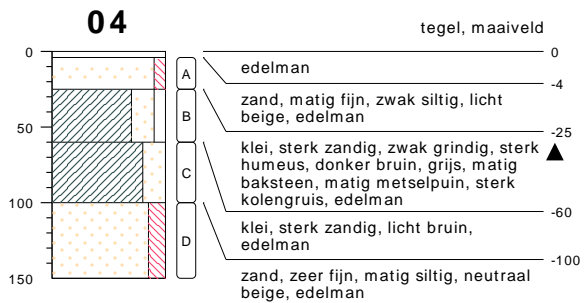 04
tegel, maaiveld
0
0
edelman
-4
A
zand, matig fijn, zwak siltig, licht
beige, edelman
-25
B
50
klei, sterk zandig, zwak grindig, sterk
humeus, donker bruin, grijs, matig
baksteen, matig metselpuin, sterk
kolengruis, edelman
-60
C
100
klei, sterk zandig, licht bruin,
edelman
-100
D
150
zand, zeer fijn, matig siltig, neutraal
beige, edelman